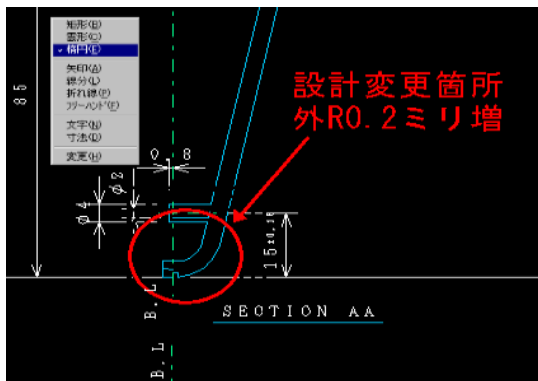 矩形(R)
雲形(C)
✓ 楕円(E)
矢印(A)
線分(L)
折れ線(P)
フリーハンド(F)
文字(N)
寸法(D)
変更(H)
設計変更箇所
外R0.2ミリ増
85
0.8
φ2
φ4
15±0.16
B.L
SECTION AA
B.L